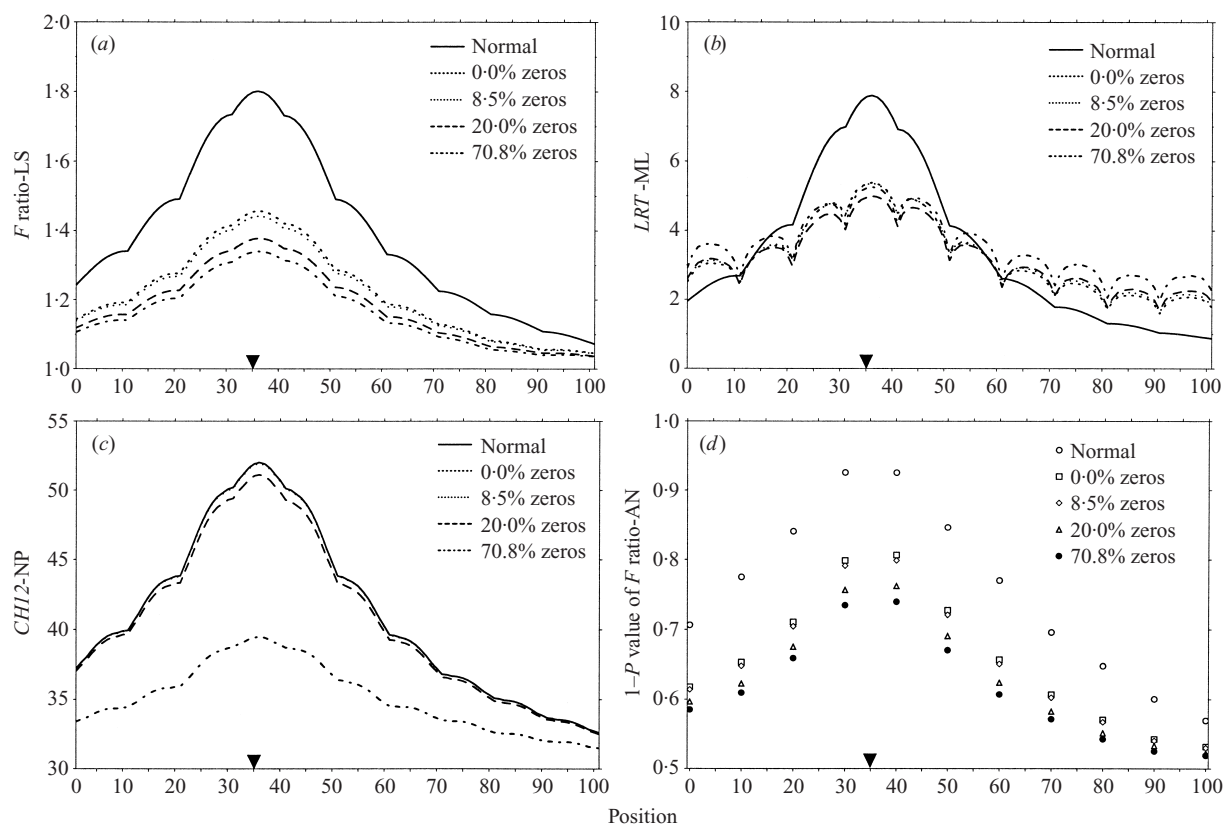 (a)
Normal
0·0% zeros
8·5% zeros
20·0% zeros
70.8% zeros
F ratio-LS
2·0
1·8
1·6
1·4
1·2
1·0
0 10 20 30 40 50 60 70 80 90 100
(b)
Normal
0·0% zeros
8·5% zeros
20·0% zeros
70.8% zeros
LRT-ML
10
8
6
4
2
0
0 10 20 30 40 50 60 70 80 90 100
(c)
Normal
0·0% zeros
8·5% zeros
20·0% zeros
70.8% zeros
CHI2-NP
55
50
45
40
35
30
0 10 20 30 40 50 60 70 80 90 100
(d)
Normal
0·0% zeros
8·5% zeros
20·0% zeros
70.8% zeros
1–P value of F ratio-AN
1·0
0·9
0·8
0·7
0·6
0·5
0 10 20 30 40 50 60 70 80 90 100
Position